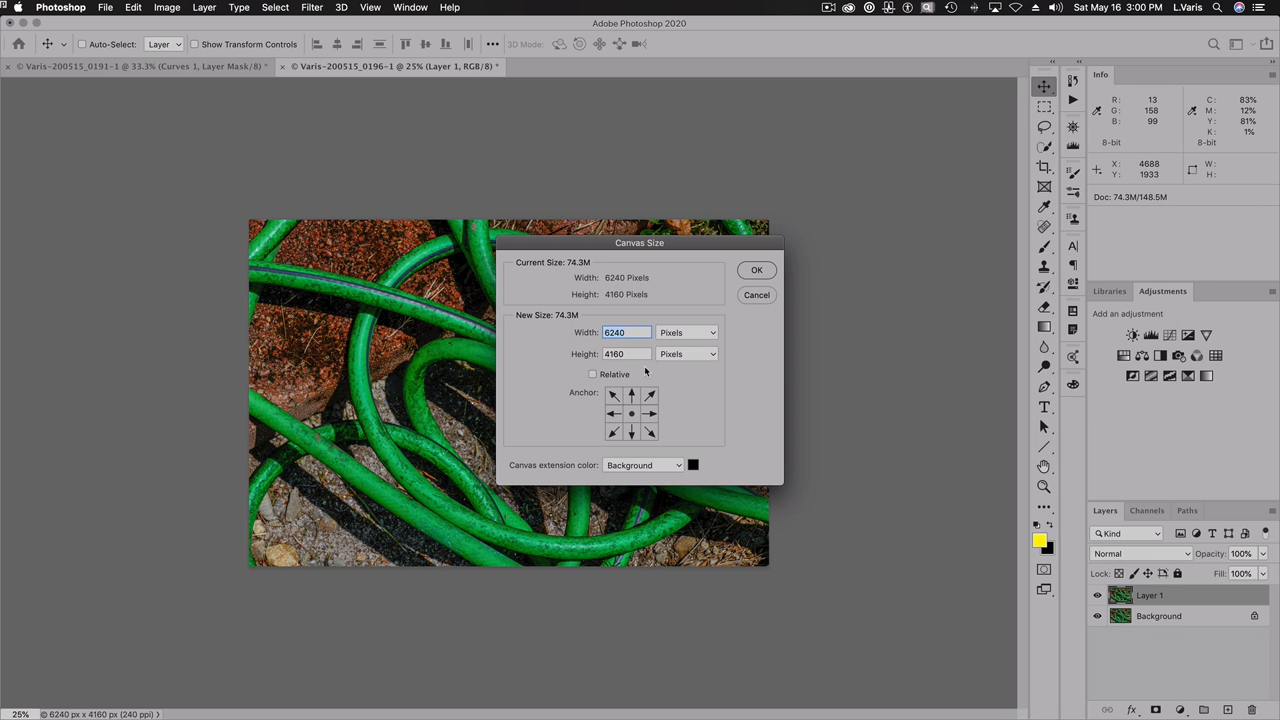 Photoshop File Edit Image Layer Type Select Filter 3D View Window Help Sat May 16 3:00 PM L.Varis
Adobe Photoshop 2020
Auto-Select: Layer Show Transform Controls 3D Mode:
© Varis-200515_0191-1 @ 33.3% (Curves 1, Layer Mask/8) *
© Varis-200515_0196-1 @ 25% (Layer 1, RGB/8) *
Info
R: 13 C: 83%
G: 158 M: 12%
B: 99 Y: 81%
K: 1%
8-bit 8-bit
X: 4688 W:
Y: 1933 H:
Doc: 74.3M/148.5M
Libraries Adjustments
Add an adjustment
Canvas Size
Current Size: 74.3M
Width: 6240 Pixels
Height: 4160 Pixels
OK
Cancel
New Size: 74.3M
Width: 6240 Pixels
Height: 4160 Pixels
Relative
Anchor:
Canvas extension color: Background
Layers Channels Paths
Kind
Normal Opacity: 100%
Lock: Fill: 100%
Layer 1
Background
25% © 6240 px x 4160 px (240 ppi)